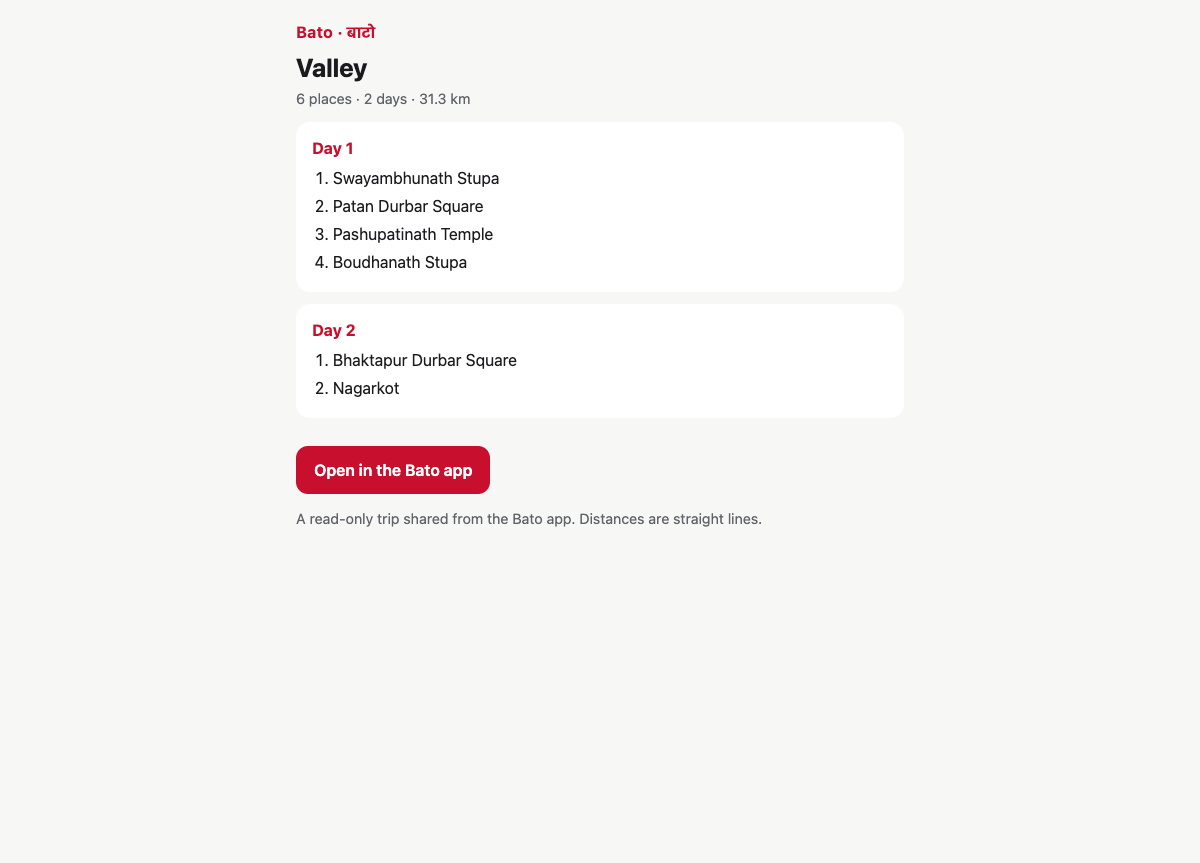 Bato · बाटो
Valley
6 places · 2 days · 31.3 km
Day 1
1. Swayambhunath Stupa
2. Patan Durbar Square
3. Pashupatinath Temple
4. Boudhanath Stupa
Day 2
1. Bhaktapur Durbar Square
2. Nagarkot
Open in the Bato app
A read-only trip shared from the Bato app. Distances are straight lines.